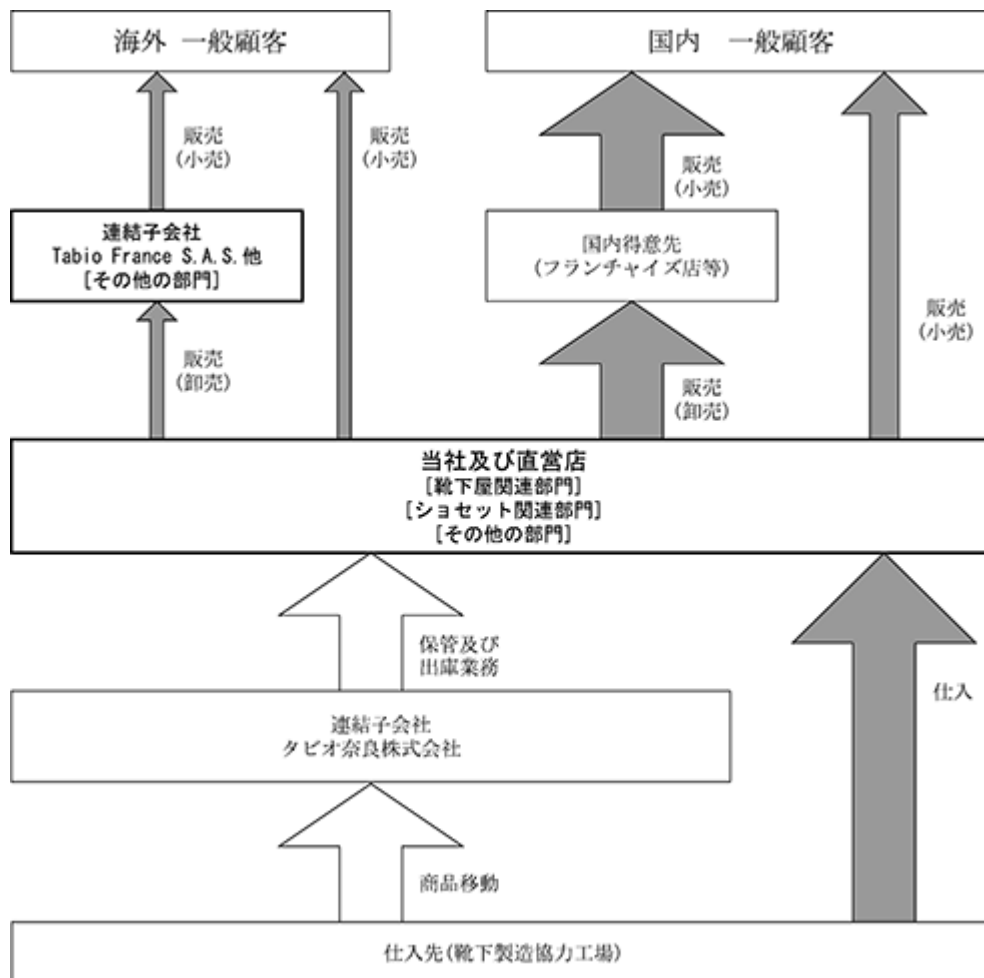 海外 一般顧客
国内 一般顧客
販売
(小売)
販売
(小売)
販売
(小売)
連結子会社
Tabio France S.A.S.他
[その他の部門]
国内得意先
(フランチャイズ店等)
販売
(小売)
販売
(卸売)
販売
(卸売)
当社及び直営店
[靴下屋関連部門]
[ショセット関連部門]
[その他の部門]
保管及び
出庫業務
仕入
連結子会社
タビオ奈良株式会社
商品移動
仕入先(靴下製造協力工場)